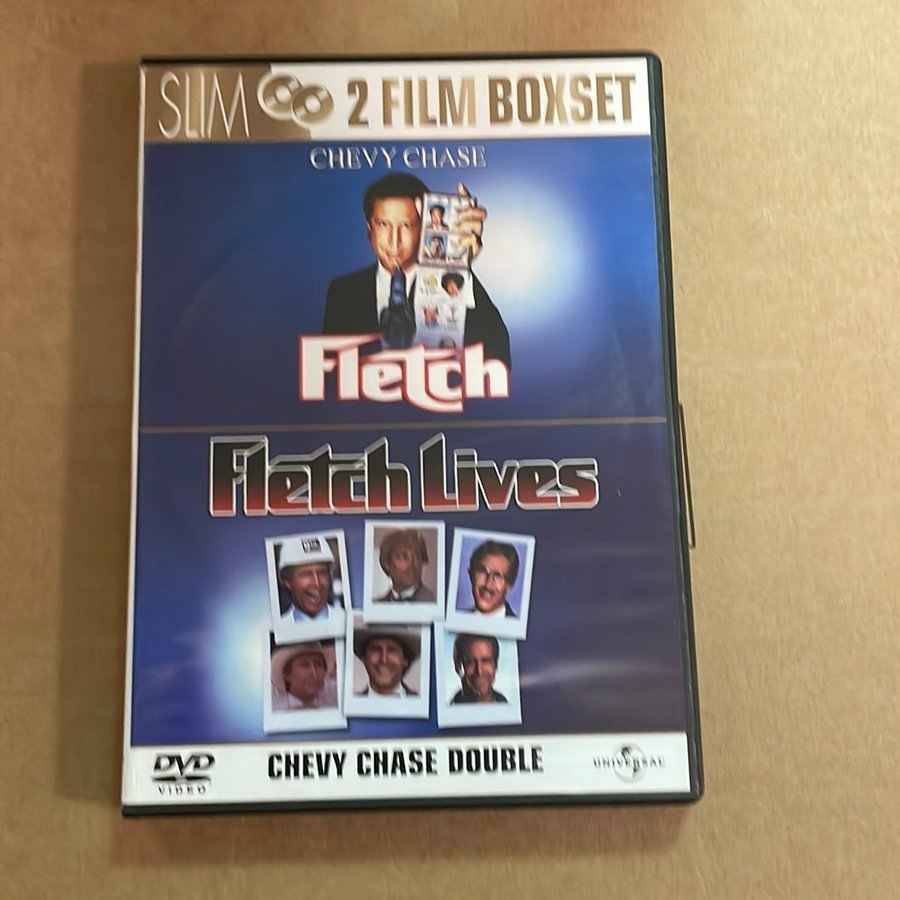 SLIM 2 FILM BOXSET
CHEVY CHASE
Fletch
Fletch Lives
DVD
VIDEO
CHEVY CHASE DOUBLE
UNIVERSAL